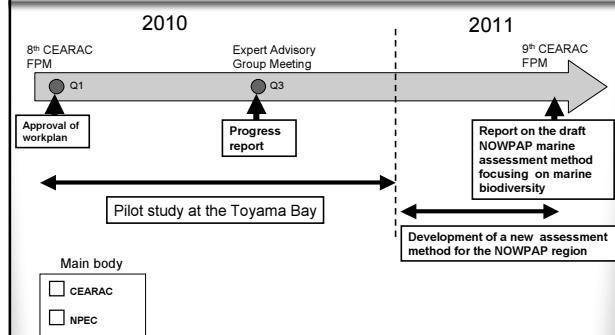 2010
2011
8th CEARAC
FPM
Expert Advisory
Group Meeting
9th CEARAC
FPM
Q1
Q3
Approval of
workplan
Progress
report
Report on the draft
NOWPAP marine
assessment method
focusing on marine
biodiversity
Pilot study at the Toyama Bay
Development of a new assessment
method for the NOWPAP region
Main body
CEARAC
NPEC